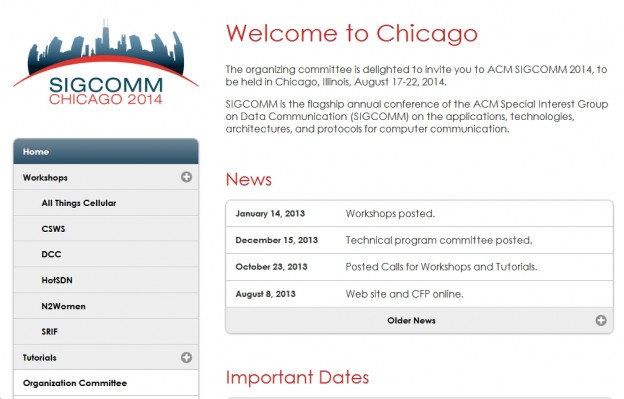 SIGCOMM
CHICAGO 2014
Home
Workshops
All Things Cellular
CSWS
DCC
HotSDN
N2Women
SRIF
Tutorials
Organization Committee
Welcome to Chicago
The organizing committee is delighted to invite you to ACM SIGCOMM 2014, to
be held in Chicago, Illinois, August 17-22, 2014.
SIGCOMM is the flagship annual conference of the ACM Special Interest Group
on Data Communication (SIGCOMM) on the applications, technologies,
architectures, and protocols for computer communication.
News
January 14, 2013 Workshops posted.
December 15, 2013 Technical program committee posted.
October 23, 2013 Posted Calls for Workshops and Tutorials.
August 8, 2013 Web site and CFP online.
Older News
Important Dates